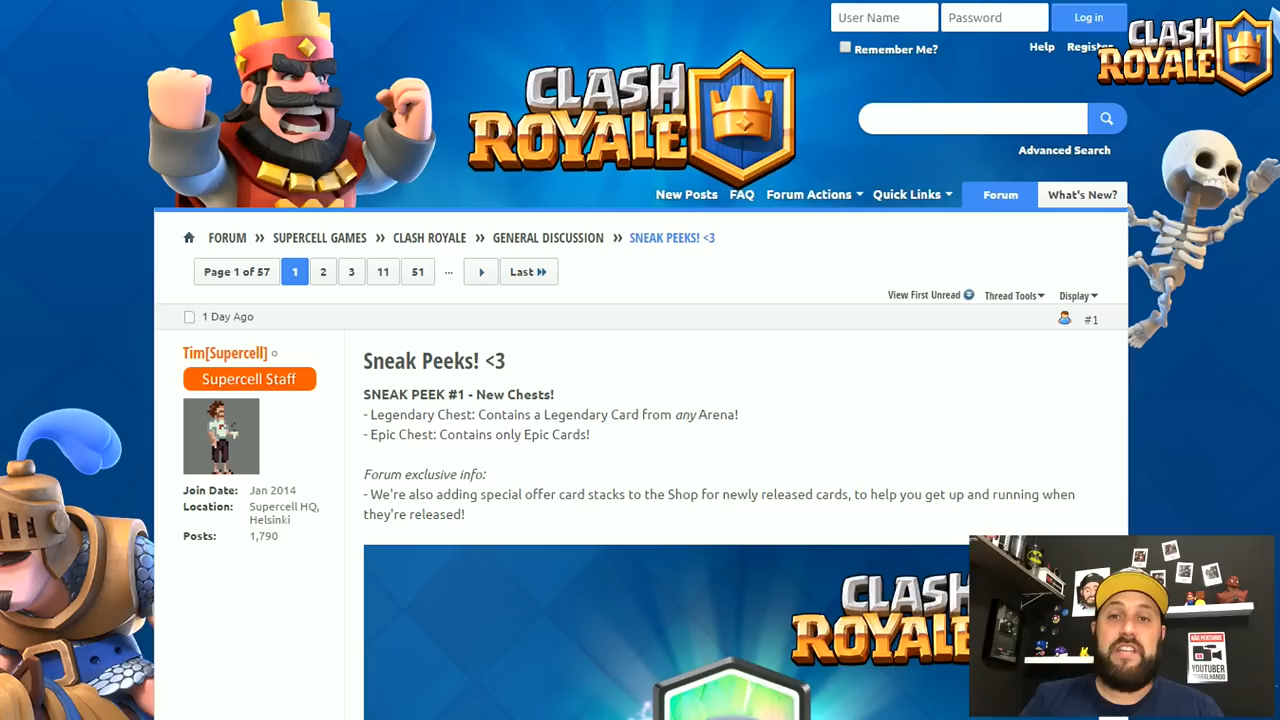 User Name
Password
Log in
Remember Me?
Help
Register
CLASH
ROYALE
CLASH
ROYALE
Advanced Search
New Posts
FAQ
Forum Actions
Quick Links
Forum
What's New?
FORUM » SUPERCELL GAMES » CLASH ROYALE » GENERAL DISCUSSION » SNEAK PEEKS! <3
Page 1 of 57
1
2
3
11
51
...
Last
View First Unread
Thread Tools
Display
1 Day Ago
#1
Tim[Supercell]
Supercell Staff
Join Date: Jan 2014
Location: Supercell HQ,
Helsinki
Posts: 1,790
Sneak Peeks! <3
SNEAK PEEK #1 - New Chests!
- Legendary Chest: Contains a Legendary Card from any Arena!
- Epic Chest: Contains only Epic Cards!
Forum exclusive info:
- We're also adding special offer card stacks to the Shop for newly released cards, to help you get up and running when
they're released!
CLASH
ROYALE
NÃO PERTURBE
YOUTUBER
TRABALHANDO